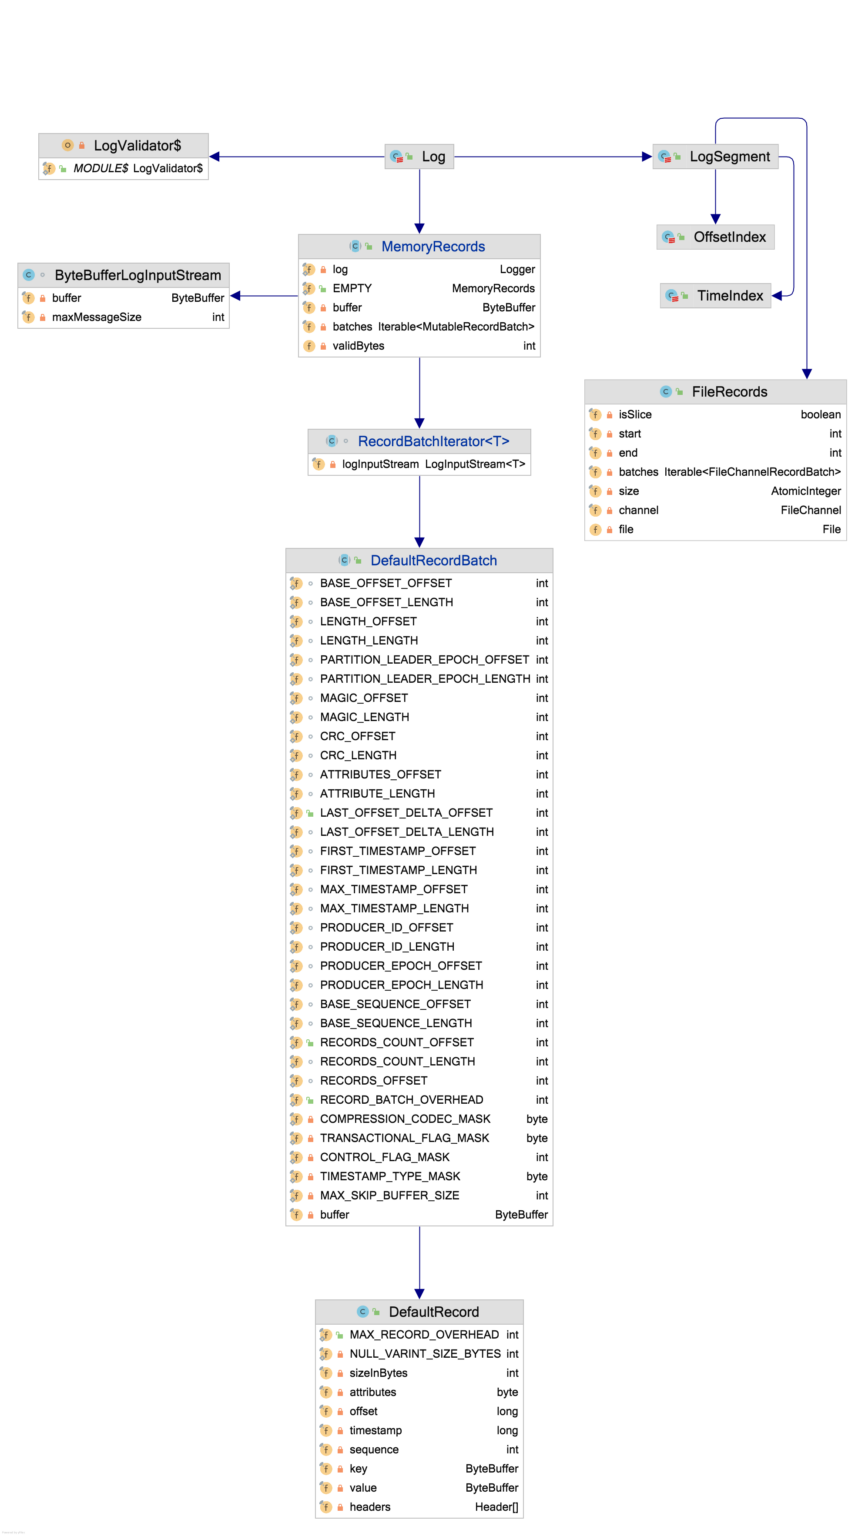 LogValidator$
MODULE$ LogValidator$
Log
LogSegment
OffsetIndex
TimeIndex
MemoryRecords
log Logger
EMPTY MemoryRecords
buffer ByteBuffer
batches Iterable<MutableRecordBatch>
validBytes int
ByteBufferLogInputStream
buffer ByteBuffer
maxMessageSize int
FileRecords
isSlice boolean
start int
end int
batches Iterable<FileChannelRecordBatch>
size AtomicInteger
channel FileChannel
file File
RecordBatchIterator<T>
logInputStream LogInputStream<T>
DefaultRecordBatch
BASE_OFFSET_OFFSET int
BASE_OFFSET_LENGTH int
LENGTH_OFFSET int
LENGTH_LENGTH int
PARTITION_LEADER_EPOCH_OFFSET int
PARTITION_LEADER_EPOCH_LENGTH int
MAGIC_OFFSET int
MAGIC_LENGTH int
CRC_OFFSET int
CRC_LENGTH int
ATTRIBUTES_OFFSET int
ATTRIBUTE_LENGTH int
LAST_OFFSET_DELTA_OFFSET int
LAST_OFFSET_DELTA_LENGTH int
FIRST_TIMESTAMP_OFFSET int
FIRST_TIMESTAMP_LENGTH int
MAX_TIMESTAMP_OFFSET int
MAX_TIMESTAMP_LENGTH int
PRODUCER_ID_OFFSET int
PRODUCER_ID_LENGTH int
PRODUCER_EPOCH_OFFSET int
PRODUCER_EPOCH_LENGTH int
BASE_SEQUENCE_OFFSET int
BASE_SEQUENCE_LENGTH int
RECORDS_COUNT_OFFSET int
RECORDS_COUNT_LENGTH int
RECORDS_OFFSET int
RECORD_BATCH_OVERHEAD int
COMPRESSION_CODEC_MASK byte
TRANSACTIONAL_FLAG_MASK byte
CONTROL_FLAG_MASK int
TIMESTAMP_TYPE_MASK byte
MAX_SKIP_BUFFER_SIZE int
buffer ByteBuffer
DefaultRecord
MAX_RECORD_OVERHEAD int
NULL_VARINT_SIZE_BYTES int
sizeInBytes int
attributes byte
offset long
timestamp long
sequence int
key ByteBuffer
value ByteBuffer
headers Header[]